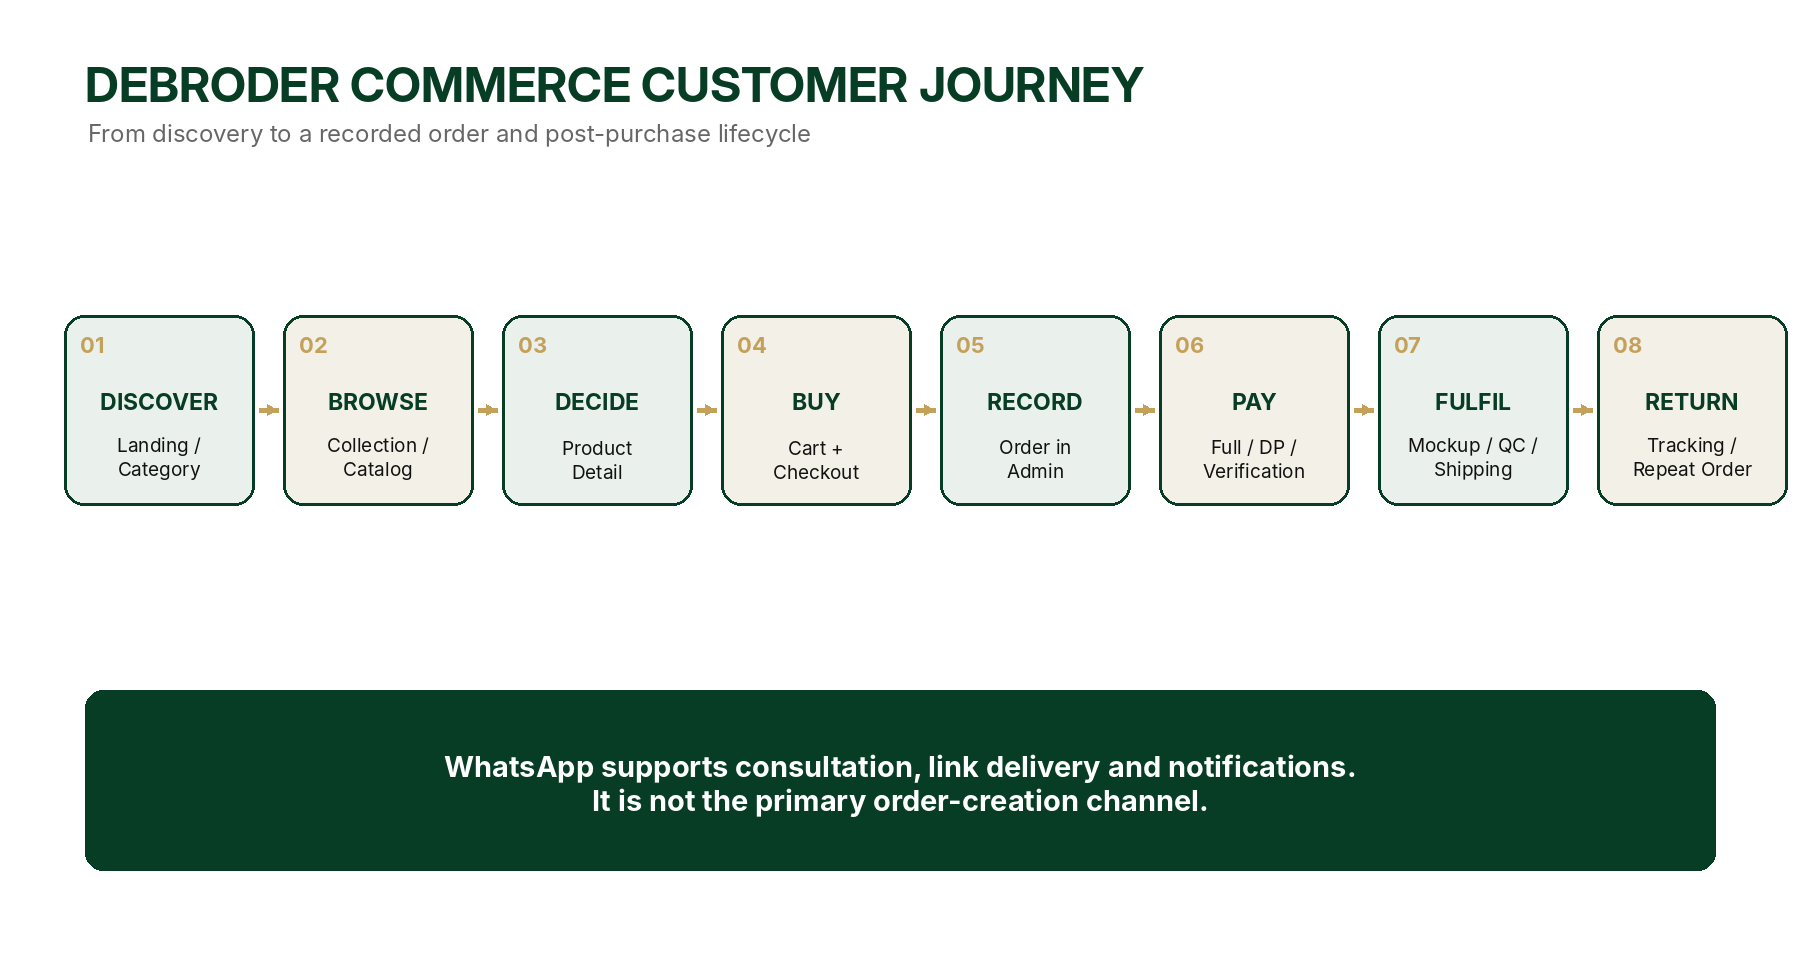 DEBRODER COMMERCE CUSTOMER JOURNEY
From discovery to a recorded order and post-purchase lifecycle
01
DISCOVER
Landing /
Category
02
BROWSE
Collection /
Catalog
03
DECIDE
Product
Detail
04
BUY
Cart +
Checkout
05
RECORD
Order in
Admin
06
PAY
Full / DP /
Verification
07
FULFIL
Mockup / QC /
Shipping
08
RETURN
Tracking /
Repeat Order
WhatsApp supports consultation, link delivery and notifications.
It is not the primary order-creation channel.